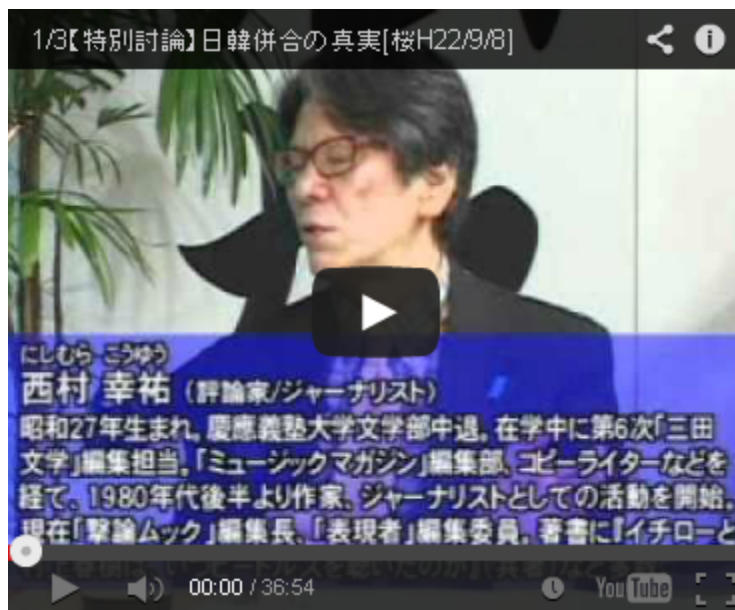 1/3【特別討論】日韓併合の真実[桜H22/9/8]
にしむら こうゆう
西村 幸祐（評論家/ジャーナリスト）
昭和27年生まれ。慶應義塾大学文学部中退。在学中に第6次「三田
文学」編集担当。「ミュージックマガジン」編集部、コピーライターなどを
経て、1980年代後半より作家、ジャーナリストとしての活動を開始。
現在「撃論ムック」編集長、「表現者」編集委員。著書に『イチローと
00:00 / 36:54
YouTube